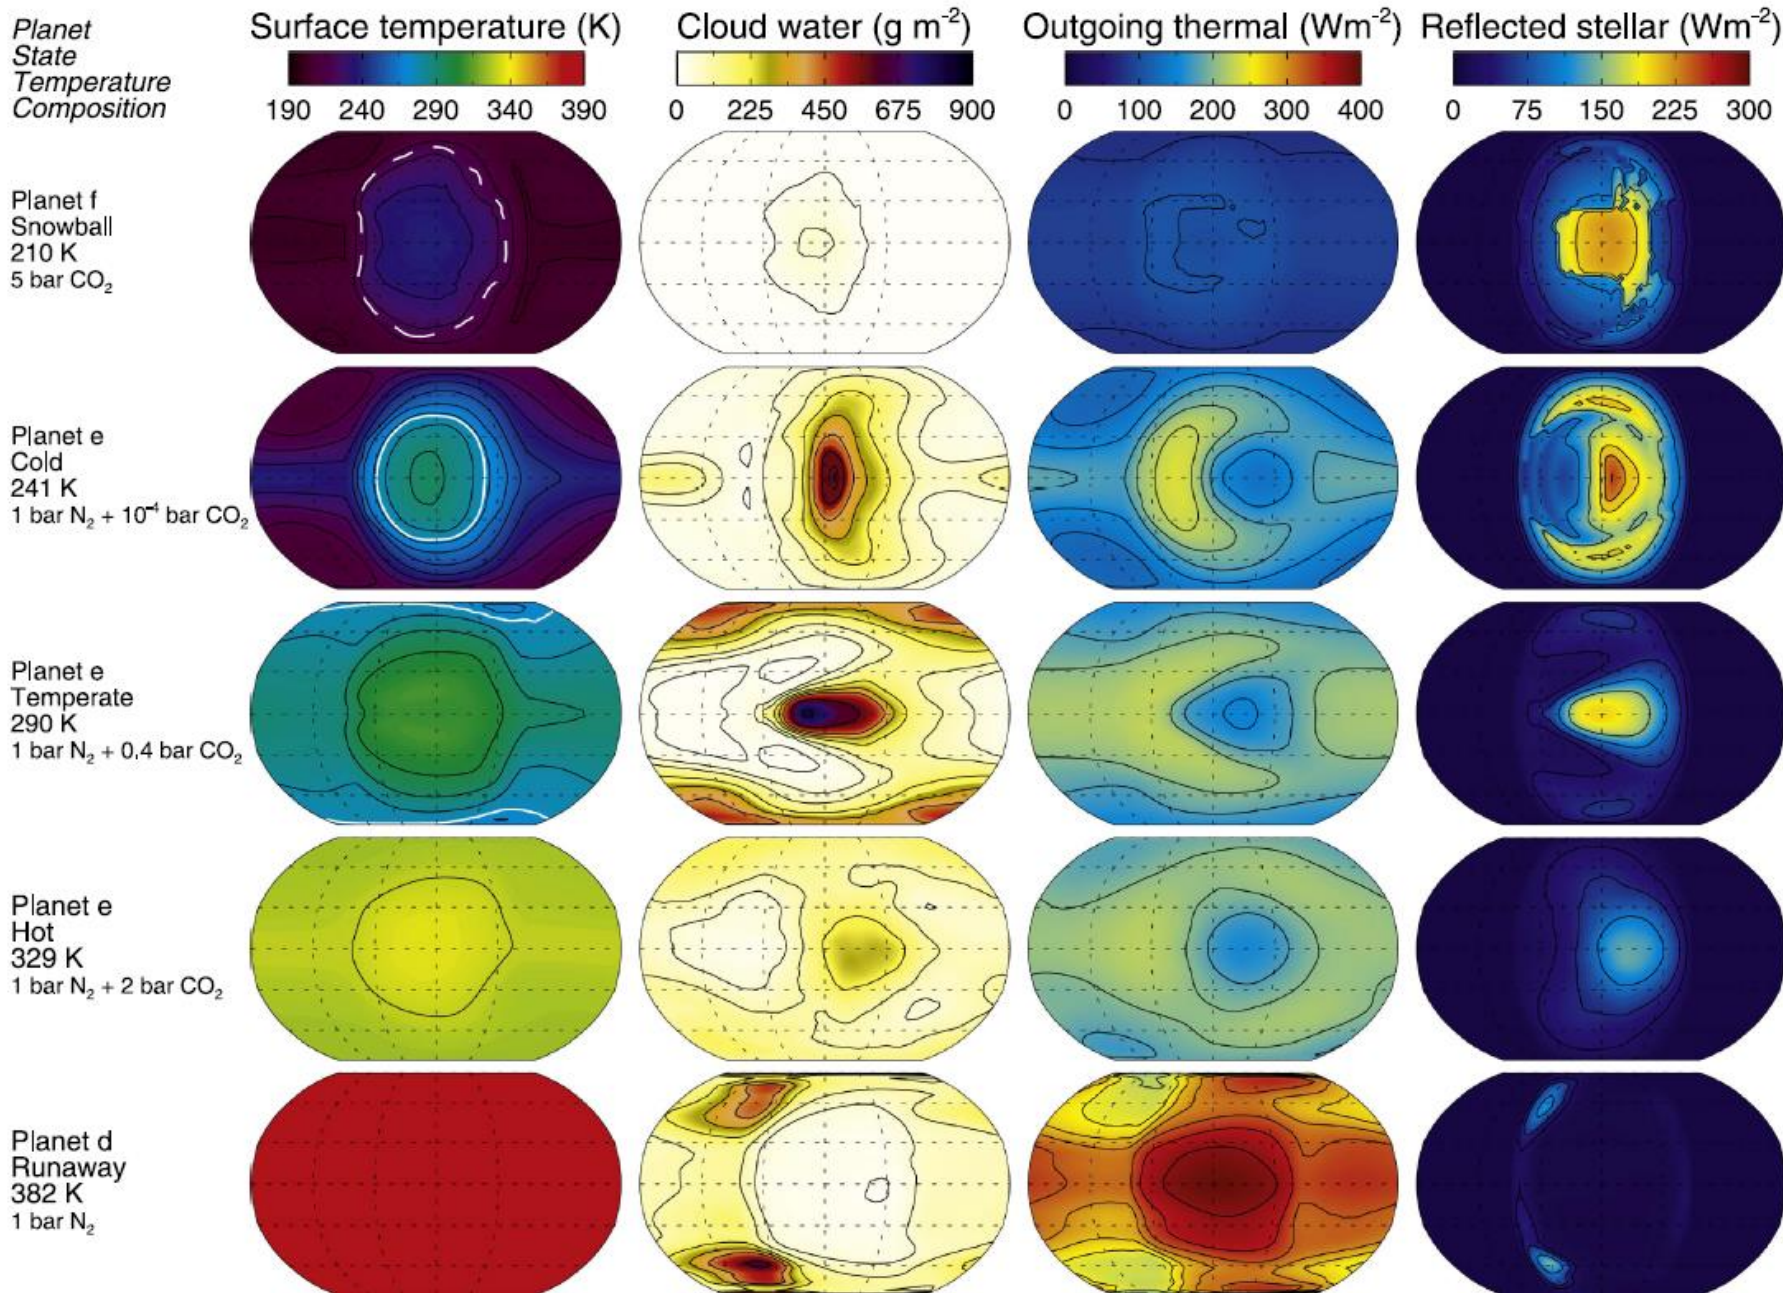 Planet
State
Temperature
Composition
Surface temperature (K)
190 240 290 340 390
Cloud water (g m⁻²)
0 225 450 675 900
Outgoing thermal (Wm⁻²)
0 100 200 300 400
Reflected stellar (Wm⁻²)
0 75 150 225 300
Planet f
Snowball
210 K
5 bar CO₂
Planet e
Cold
241 K
1 bar N₂ + 10⁻⁴ bar CO₂
Planet e
Temperate
290 K
1 bar N₂ + 0.4 bar CO₂
Planet e
Hot
329 K
1 bar N₂ + 2 bar CO₂
Planet d
Runaway
382 K
1 bar N₂